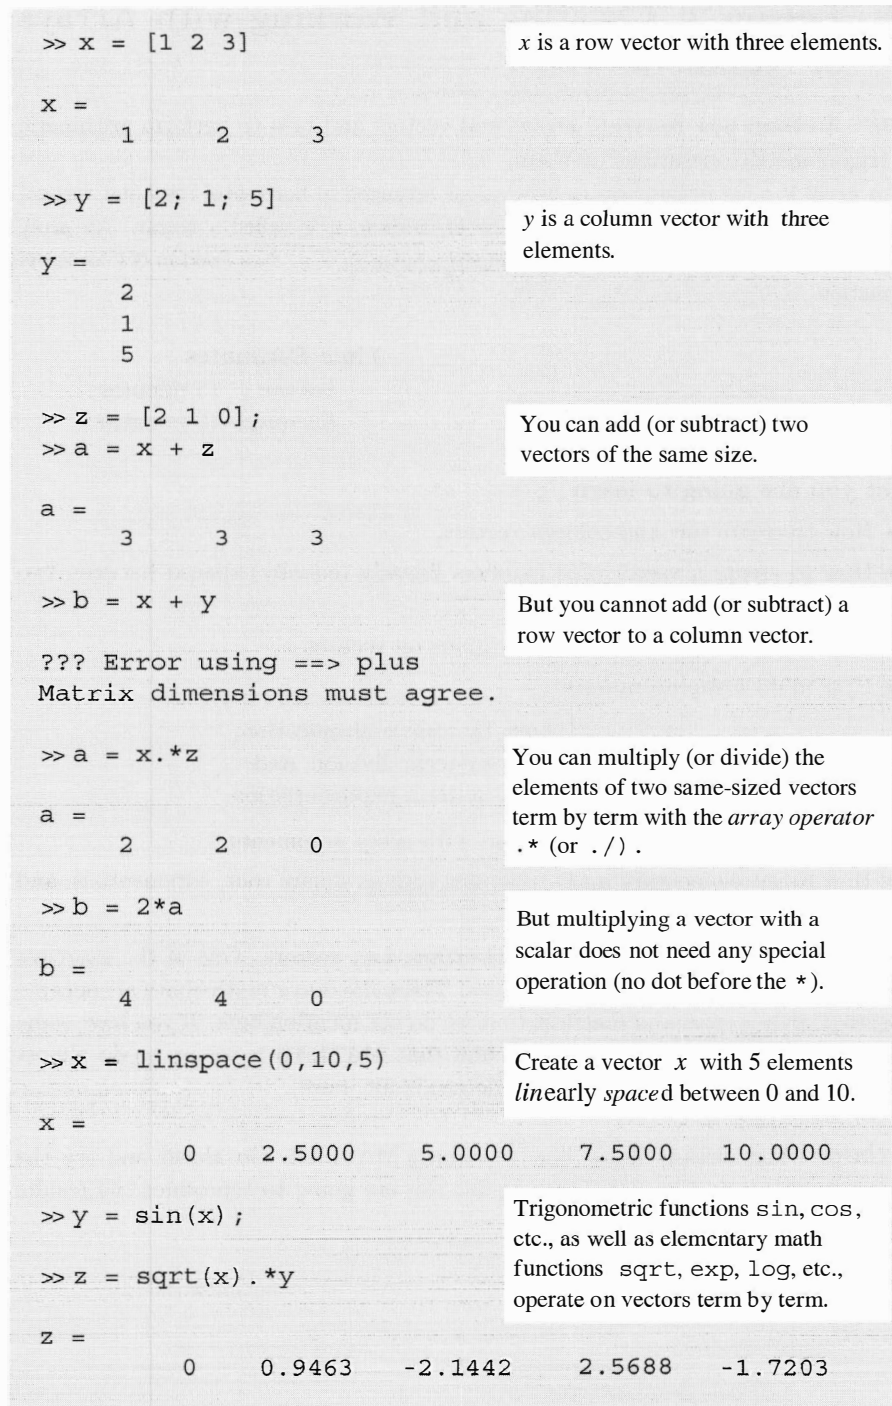 >> x = [1 2 3]
x is a row vector with three elements.
x =
1 2 3
>> y = [2; 1; 5]
y is a column vector with three
elements.
y =
2
1
5
>> z = [2 1 0];
>> a = x + z
You can add (or subtract) two
vectors of the same size.
a =
3 3 3
>> b = x + y
But you cannot add (or subtract) a
row vector to a column vector.
??? Error using ==> plus
Matrix dimensions must agree.
>> a = x.*z
You can multiply (or divide) the
elements of two same-sized vectors
term by term with the array operator
.* (or ./).
a =
2 2 0
>> b = 2*a
But multiplying a vector with a
scalar does not need any special
operation (no dot before the *).
b =
4 4 0
>> x = linspace(0,10,5)
Create a vector x with 5 elements
linearly spaced between 0 and 10.
x =
0 2.5000 5.0000 7.5000 10.0000
>> y = sin(x);
Trigonometric functions sin, cos,
etc., as well as elementary math
functions sqrt, exp, log, etc.,
operate on vectors term by term.
>> z = sqrt(x).*y
z =
0 0.9463 -2.1442 2.5688 -1.7203